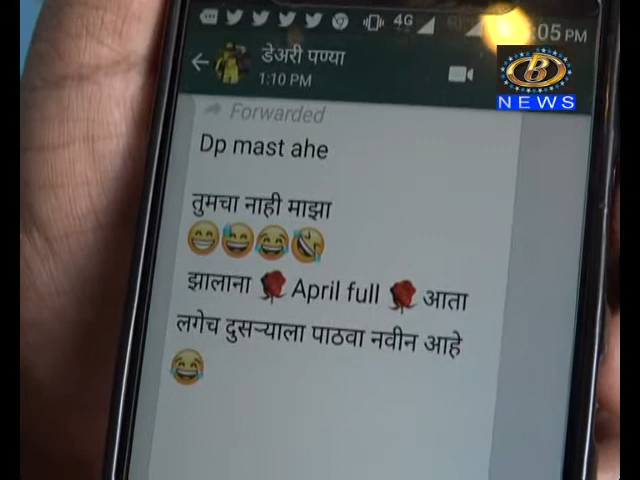 4G
:05 PM
डेअरी पण्या
1:10 PM
B
NEWS
Forwarded
Dp mast ahe
तुमचा नाही माझा
झालाना April full आता
लगेच दुसऱ्याला पाठवा नवीन आहे